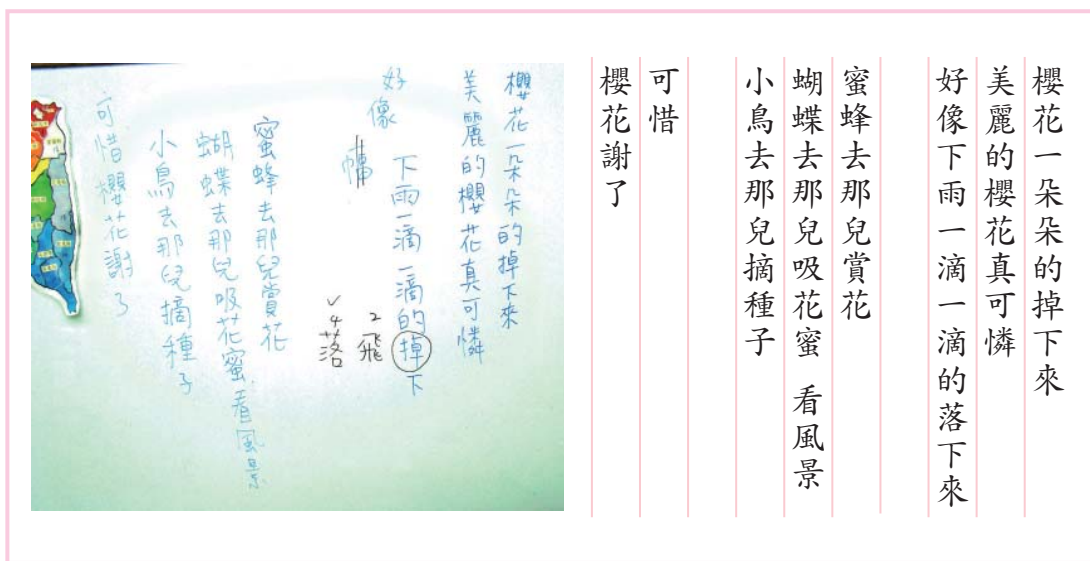 櫻花一朵朵的掉下來
美麗的櫻花真可憐
好像下雨一滴一滴的落下來
蜜蜂去那兒賞花
蝴蝶去那兒吸花蜜 看風景
小鳥去那兒摘種子
可惜
櫻花謝了
櫻花一朵朵的掉下來
美麗的櫻花真可憐
好像 下雨一滴一滴的掉下
2飛
✓4落
蜜蜂去那兒賞花
蝴蝶去那兒吸花蜜,看風景
小鳥去那兒摘種子
可惜櫻花謝了